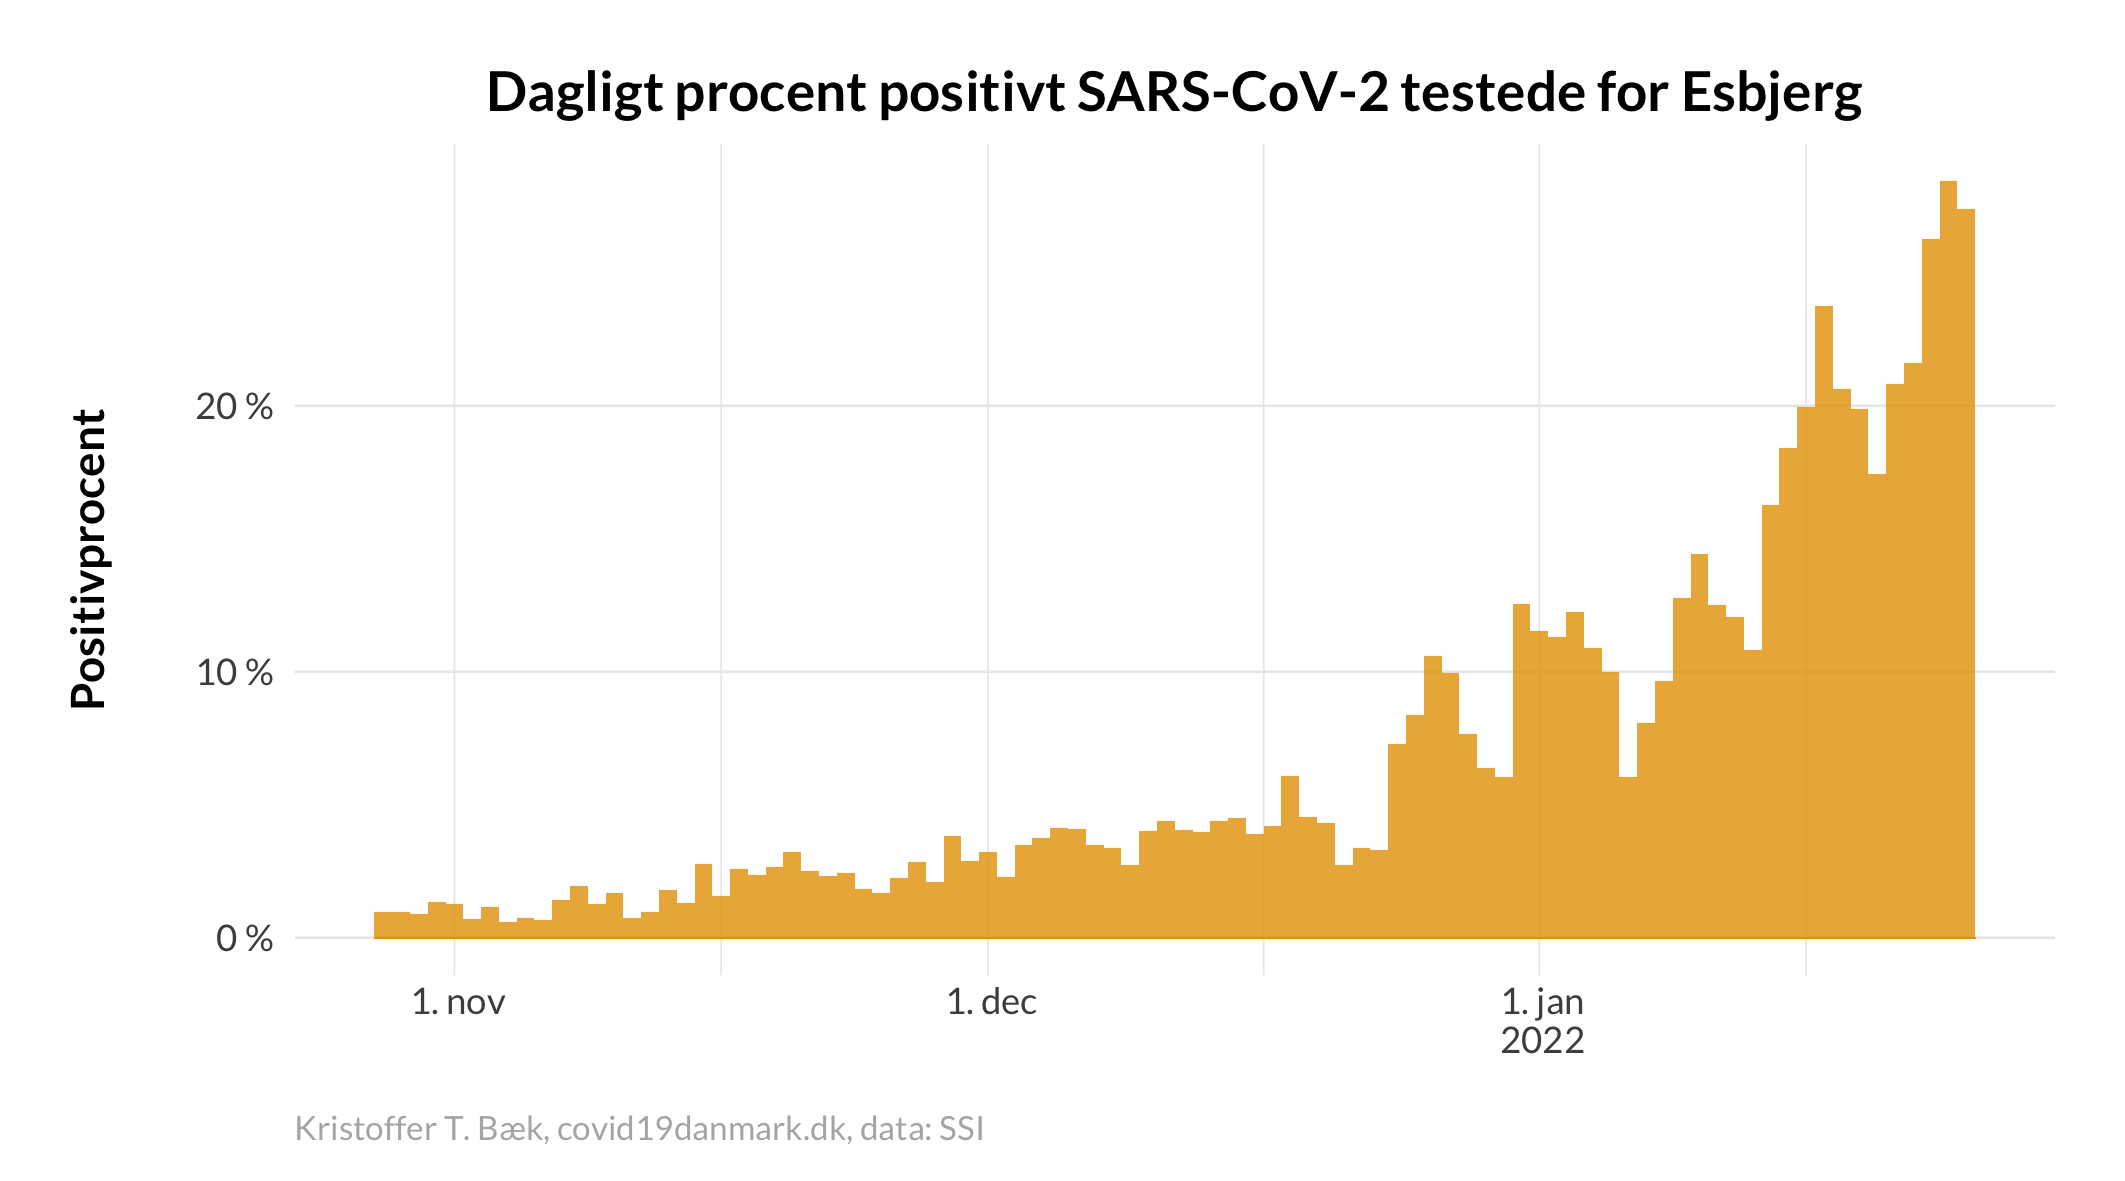 Dagligt procent positivt SARS-CoV-2 testede for Esbjerg
Positivprocent
20 %
10 %
0 %
1. nov
1. dec
1. jan
2022
Kristoffer T. Bæk, covid19danmark.dk, data: SSI